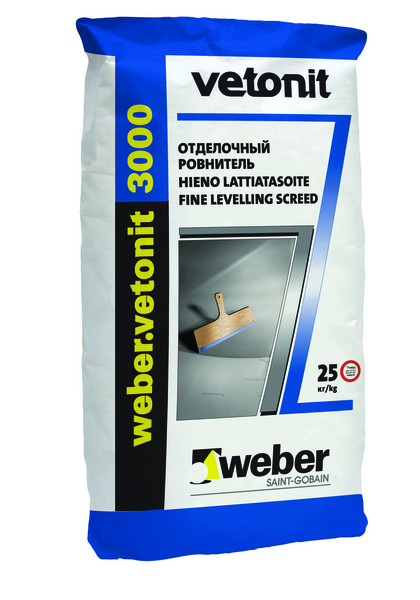 vetonit
weber.vetonit 3000
ОТДЕЛОЧНЫЙ
РОВНИТЕЛЬ
HIENO LATTIATASOITE
FINE LEVELLING SCREED
25
кг/kg
weber
SAINT-GOBAIN